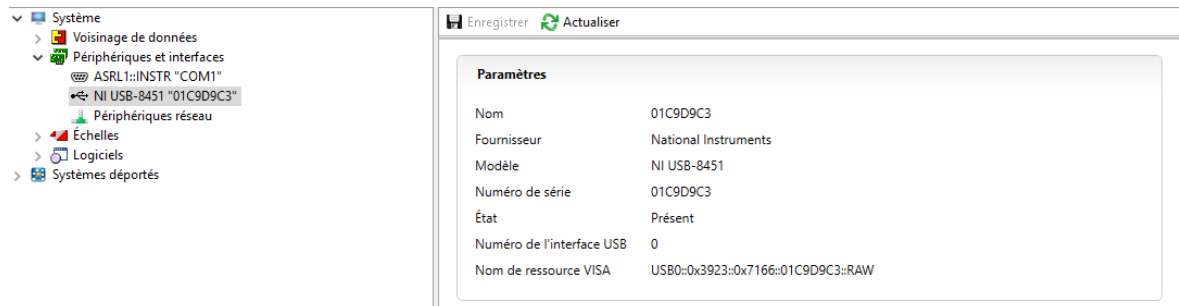 Système
Voisinage de données
Périphériques et interfaces
ASRL1::INSTR "COM1"
NI USB-8451 "01C9D9C3"
Périphériques réseau
Échelles
Logiciels
Systèmes déportés
Enregistrer Actualiser
Paramètres
Nom 01C9D9C3
Fournisseur National Instruments
Modèle NI USB-8451
Numéro de série 01C9D9C3
État Présent
Numéro de l'interface USB 0
Nom de ressource VISA USB0::0x3923::0x7166::01C9D9C3::RAW